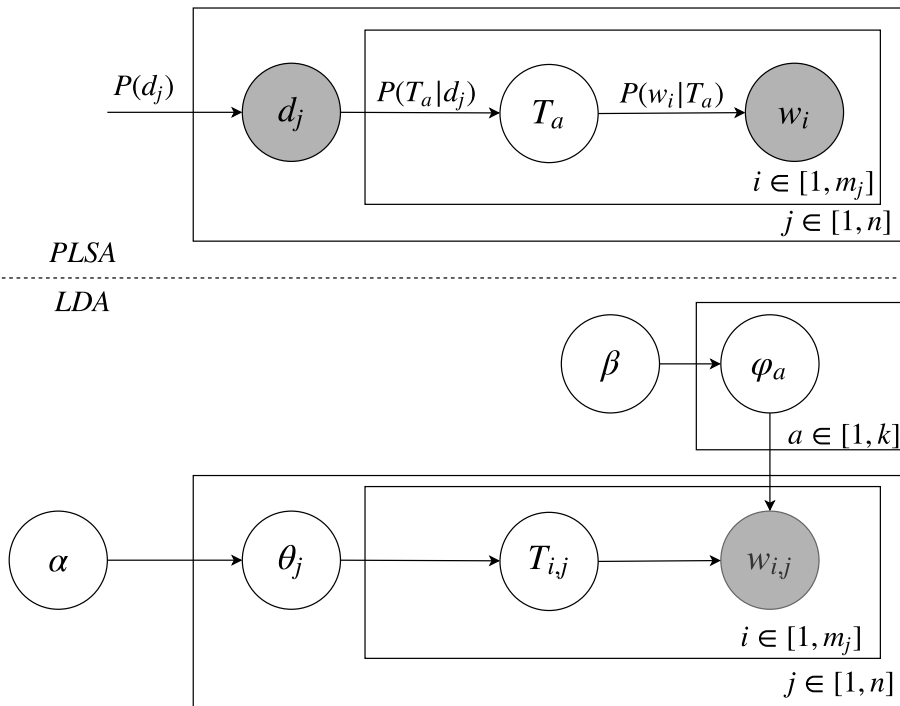 P(d_j)
d_j
P(T_a|d_j)
T_a
P(w_i|T_a)
w_i
i ∈ [1, m_j]
j ∈ [1, n]
PLSA
LDA
β
φ_a
a ∈ [1, k]
α
θ_j
T_{i,j}
w_{i,j}
i ∈ [1, m_j]
j ∈ [1, n]